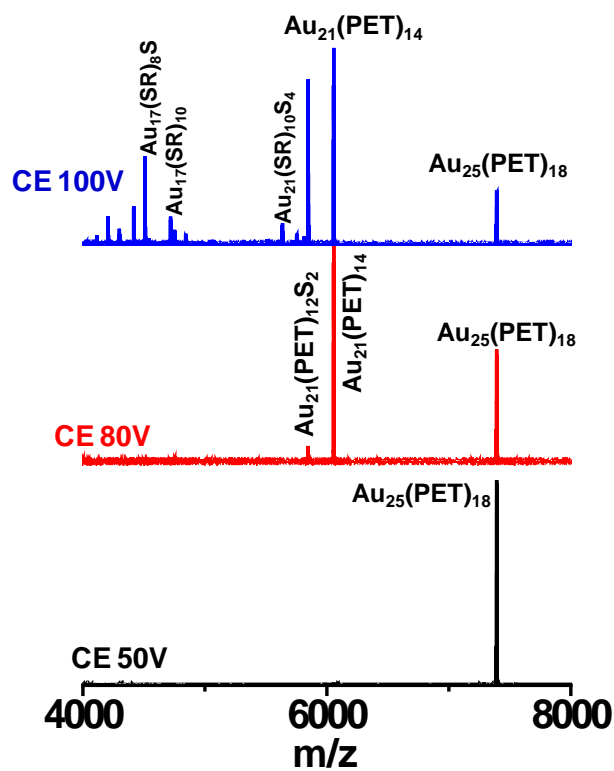 Au₂₁(PET)₁₄
Au₁₇(SR)₈S
Au₁₇(SR)₁₀
Au₂₁(SR)₁₀S₄
Au₂₅(PET)₁₈
CE 100V
Au₂₁(PET)₁₂S₂
Au₂₁(PET)₁₄
Au₂₅(PET)₁₈
CE 80V
Au₂₅(PET)₁₈
CE 50V
4000 6000 8000
m/z